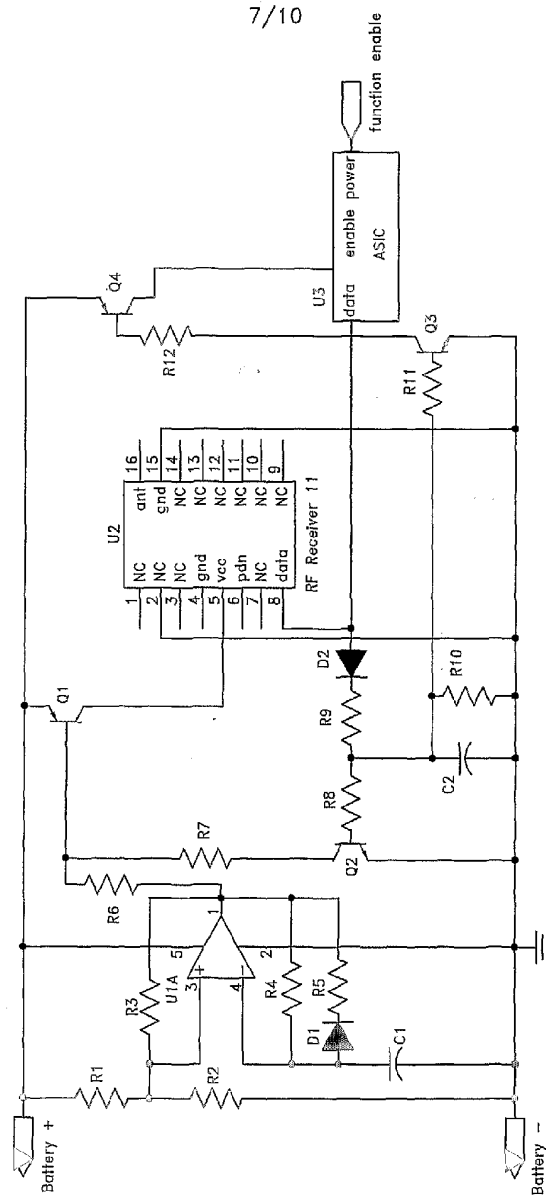 7/10
Battery +
Battery -
R1
R2
R3
U1A
3
+
4
-
5
2
1
R4
R5
D1
C1
R6
R7
Q1
Q2
R8
R9
D2
C2
R10
U2
1 NC
2 NC
3 NC
4 gnd
5 vcc
6 pdn
7 NC
8 data
ant 16
gnd 15
NC 14
NC 13
NC 12
NC 11
NC 10
NC 9
RF Receiver 11
R11
Q3
R12
Q4
U3
data
enable power
ASIC
function enable